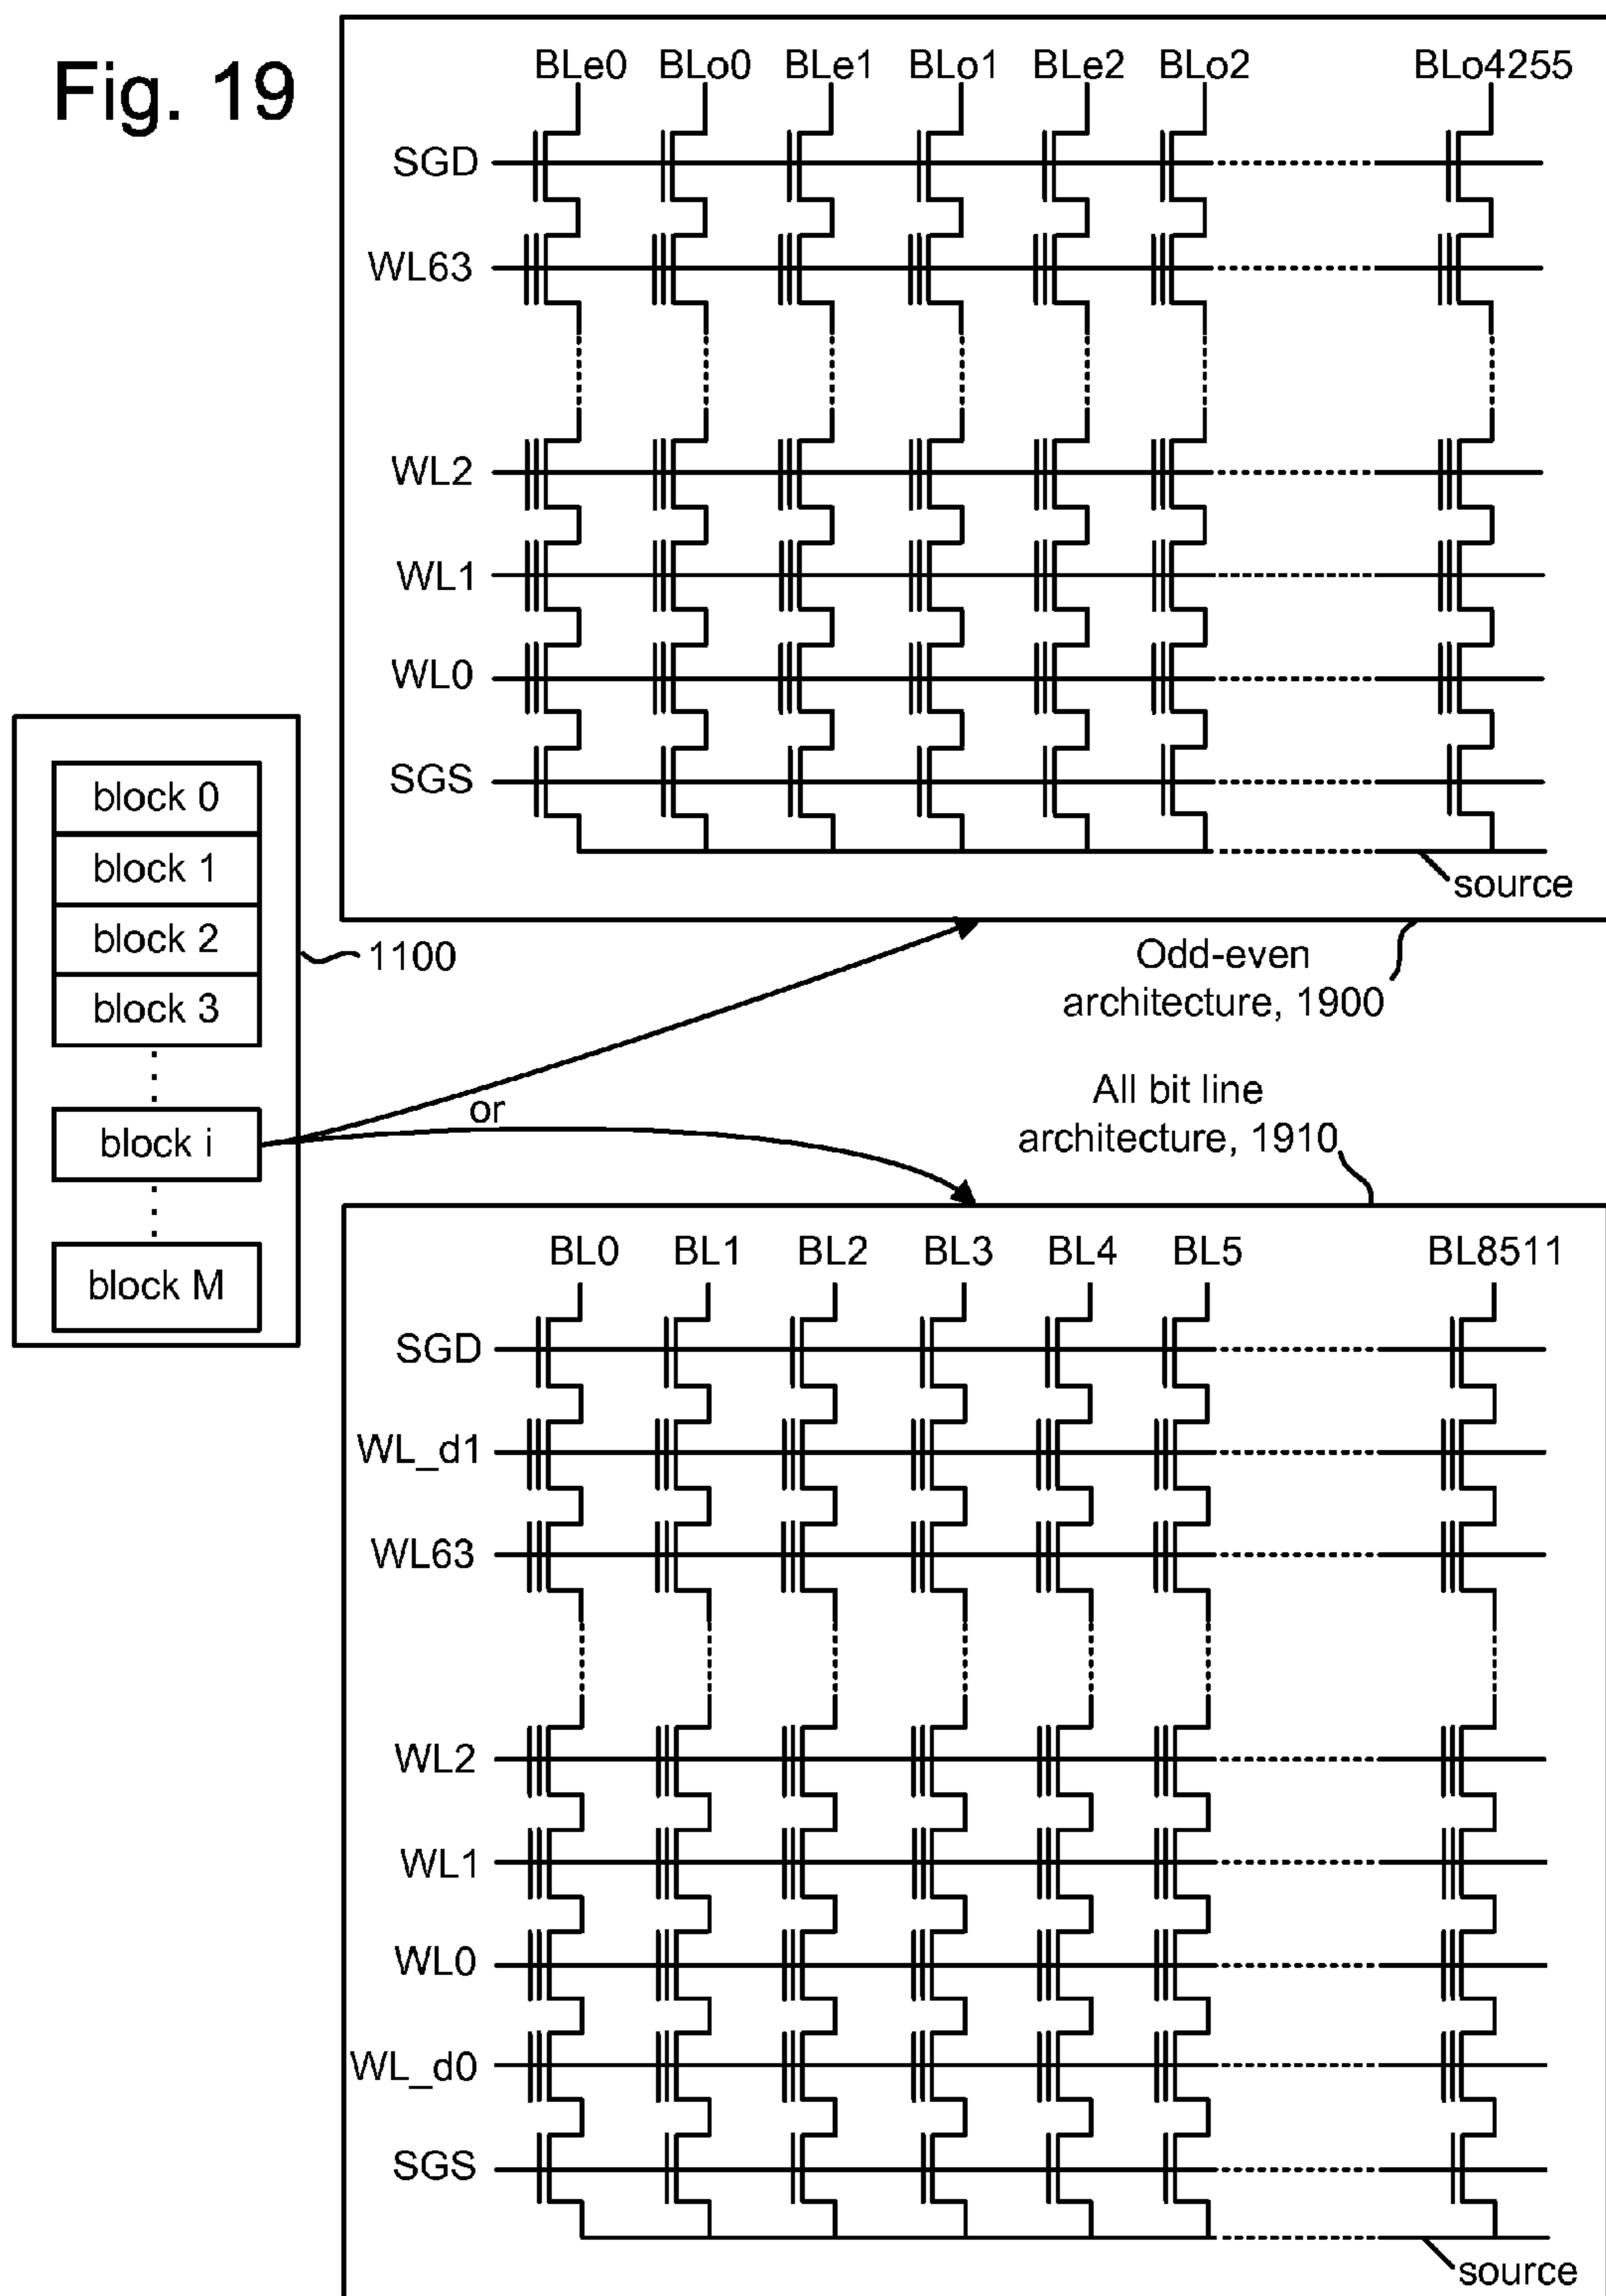 Fig. 19
BLe0 BLo0 BLe1 BLo1 BLe2 BLo2 BLo4255
SGD
WL63
WL2
WL1
WL0
SGS
source
block 0
block 1
block 2
block 3
block i
block M
1100
or
Odd-even
architecture, 1900
All bit line
architecture, 1910
BL0 BL1 BL2 BL3 BL4 BL5 BL8511
SGD
WL_d1
WL63
WL2
WL1
WL0
WL_d0
SGS
source